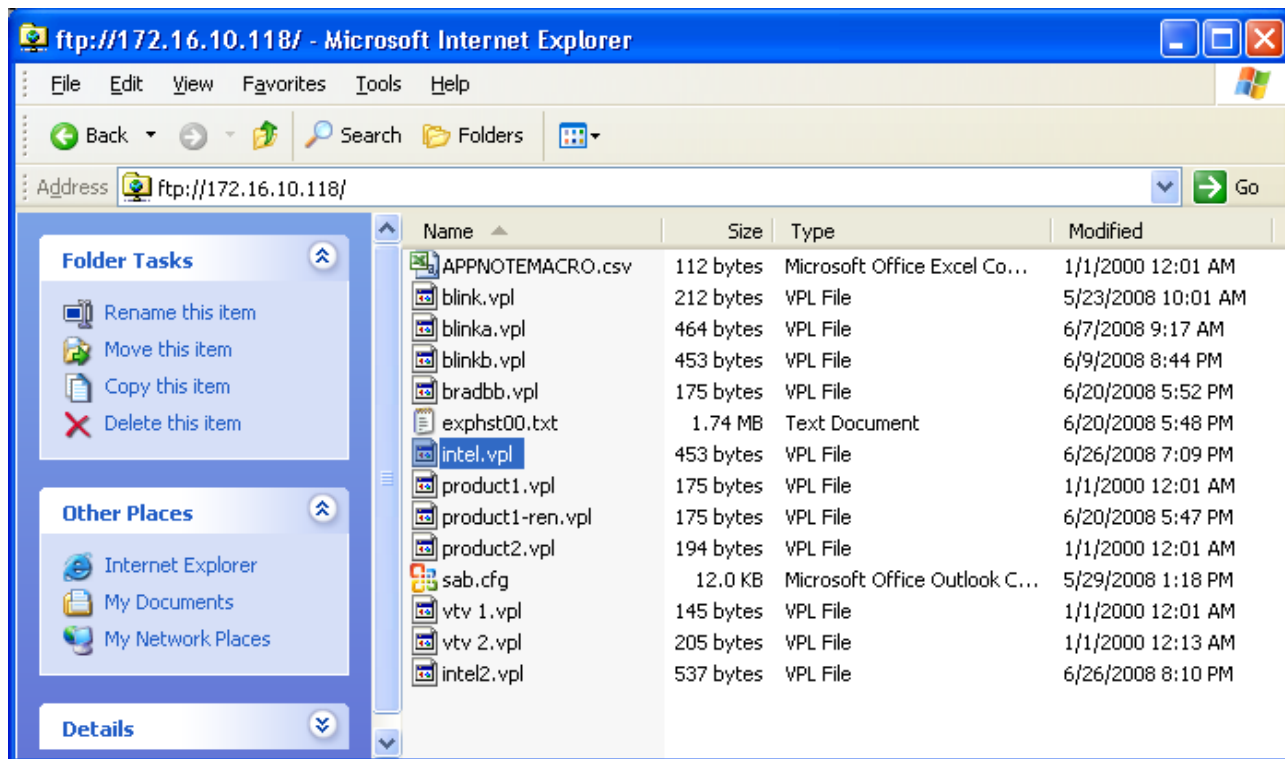 ftp://172.16.10.118/ - Microsoft Internet Explorer
File Edit View Favorites Tools Help
Back Search Folders
Address ftp://172.16.10.118/ Go
Folder Tasks
Rename this item
Move this item
Copy this item
Delete this item
Other Places
Internet Explorer
My Documents
My Network Places
Details
Name Size Type Modified
APPNOTEMACRO.csv 112 bytes Microsoft Office Excel Co... 1/1/2000 12:01 AM
blink.vpl 212 bytes VPL File 5/23/2008 10:01 AM
blinka.vpl 464 bytes VPL File 6/7/2008 9:17 AM
blinkb.vpl 453 bytes VPL File 6/9/2008 8:44 PM
bradbb.vpl 175 bytes VPL File 6/20/2008 5:52 PM
exphst00.txt 1.74 MB Text Document 6/20/2008 5:48 PM
intel.vpl 453 bytes VPL File 6/26/2008 7:09 PM
product1.vpl 175 bytes VPL File 1/1/2000 12:01 AM
product1-ren.vpl 175 bytes VPL File 6/20/2008 5:47 PM
product2.vpl 194 bytes VPL File 1/1/2000 12:01 AM
sab.cfg 12.0 KB Microsoft Office Outlook C... 5/29/2008 1:18 PM
vtv 1.vpl 145 bytes VPL File 1/1/2000 12:01 AM
vtv 2.vpl 205 bytes VPL File 1/1/2000 12:13 AM
intel2.vpl 537 bytes VPL File 6/26/2008 8:10 PM